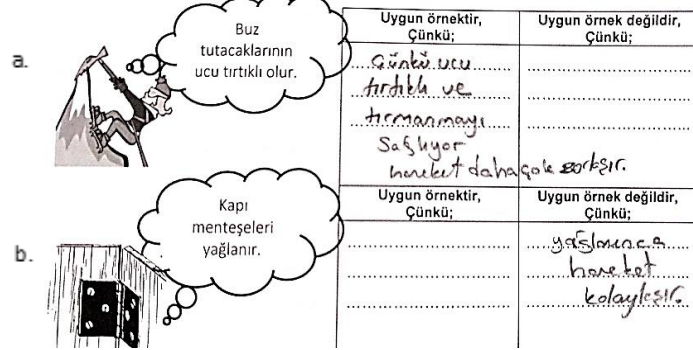 a.
Buz
tutacaklarının
ucu tırtıklı olur.
Uygun örnektir,
Çünkü;
Uygun örnek değildir,
Çünkü;
Çünkü ucu
tırtıklı ve
tırmanmayı
Sağlıyor
hareket daha çok zorlaşır.
b.
Kapı
menteşeleri
yağlanır.
Uygun örnektir,
Çünkü;
Uygun örnek değildir,
Çünkü;
yağlanınca
hareket
kolaylaşır.